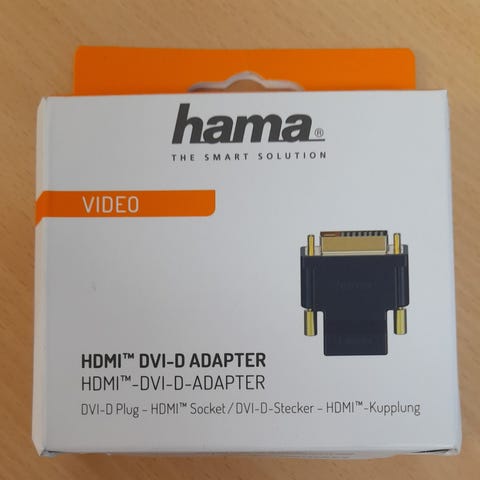 hama®
THE SMART SOLUTION
VIDEO
HDMI™ DVI-D ADAPTER
HDMI™-DVI-D-ADAPTER
DVI-D Plug – HDMI™ Socket / DVI-D-Stecker – HDMI™-Kupplung